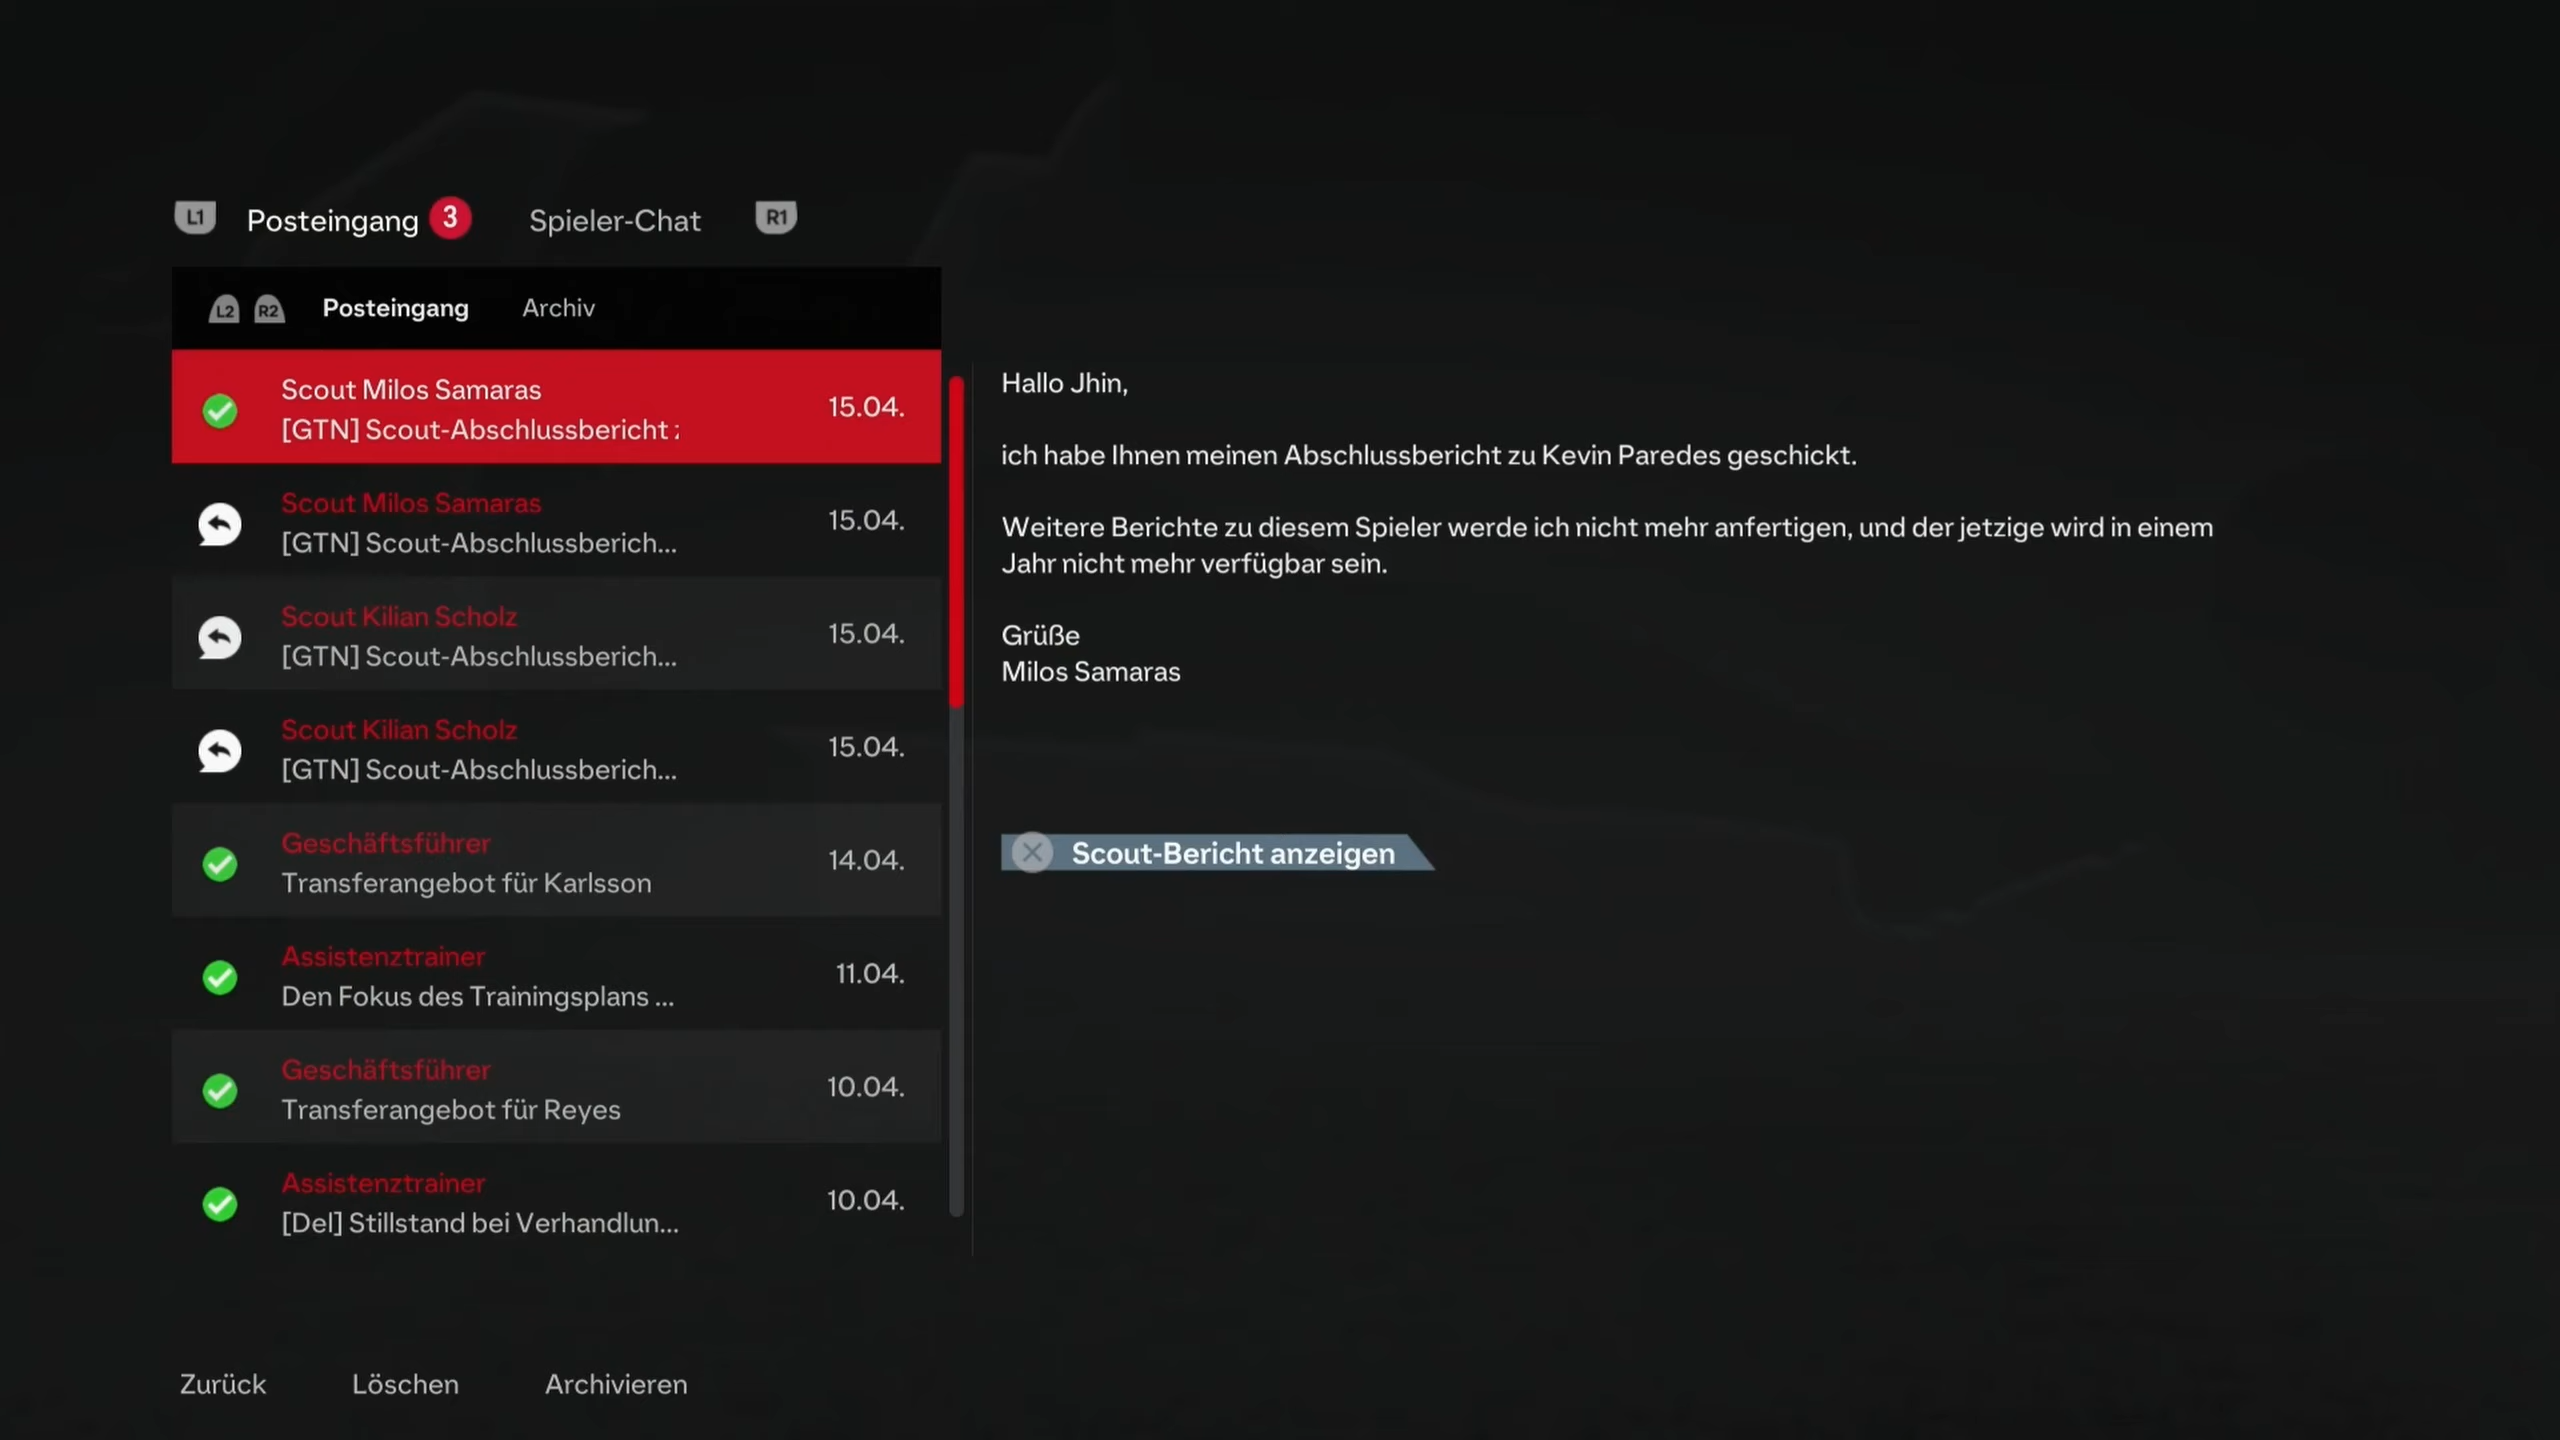 L1 Posteingang 3 Spieler-Chat R1
L2 R2 Posteingang Archiv
Scout Milos Samaras
[GTN] Scout-Abschlussbericht
15.04.
Scout Milos Samaras
[GTN] Scout-Abschlussberich...
15.04.
Scout Kilian Scholz
[GTN] Scout-Abschlussberich...
15.04.
Scout Kilian Scholz
[GTN] Scout-Abschlussberich...
15.04.
Geschäftsführer
Transferangebot für Karlsson
14.04.
Assistenztrainer
Den Fokus des Trainingsplans ...
11.04.
Geschäftsführer
Transferangebot für Reyes
10.04.
Assistenztrainer
[Del] Stillstand bei Verhandlun...
10.04.
Hallo Jhin,
ich habe Ihnen meinen Abschlussbericht zu Kevin Paredes geschickt.
Weitere Berichte zu diesem Spieler werde ich nicht mehr anfertigen, und der jetzige wird in einem
Jahr nicht mehr verfügbar sein.
Grüße
Milos Samaras
Scout-Bericht anzeigen
Zurück Löschen Archivieren